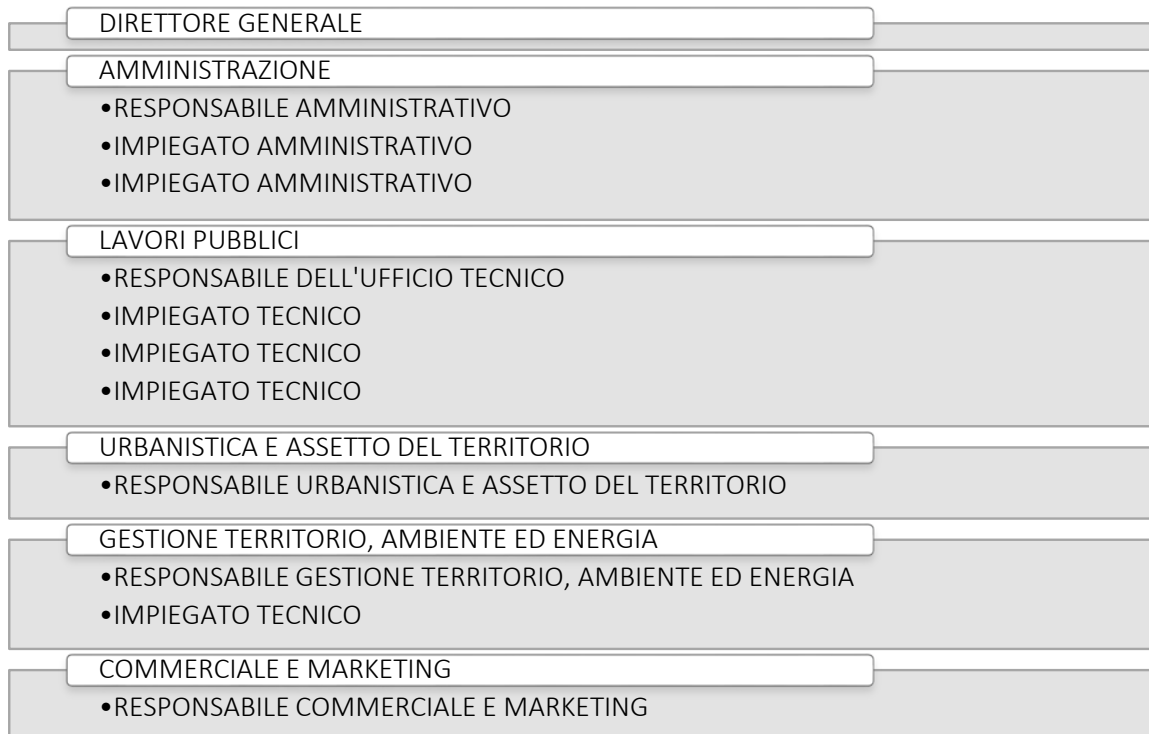 DIRETTORE GENERALE
AMMINISTRAZIONE
•RESPONSABILE AMMINISTRATIVO
•IMPIEGATO AMMINISTRATIVO
•IMPIEGATO AMMINISTRATIVO
LAVORI PUBBLICI
•RESPONSABILE DELL'UFFICIO TECNICO
•IMPIEGATO TECNICO
•IMPIEGATO TECNICO
•IMPIEGATO TECNICO
URBANISTICA E ASSETTO DEL TERRITORIO
•RESPONSABILE URBANISTICA E ASSETTO DEL TERRITORIO
GESTIONE TERRITORIO, AMBIENTE ED ENERGIA
•RESPONSABILE GESTIONE TERRITORIO, AMBIENTE ED ENERGIA
•IMPIEGATO TECNICO
COMMERCIALE E MARKETING
•RESPONSABILE COMMERCIALE E MARKETING